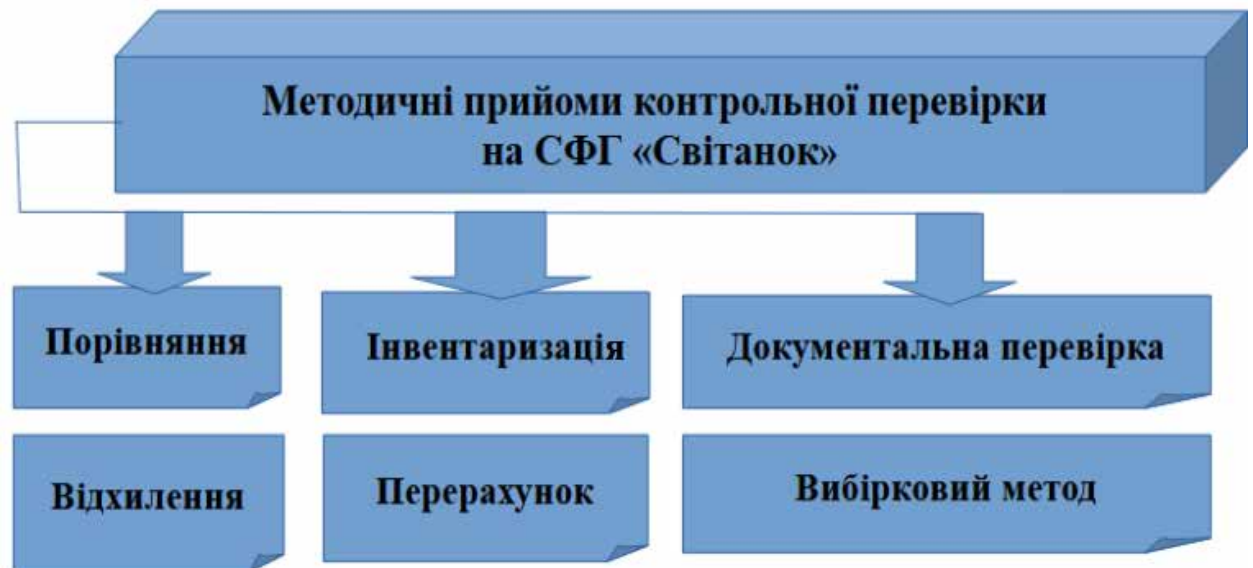 Методичні прийоми контрольної перевірки
на СФГ «Світанок»
Порівняння
Інвентаризація
Документальна перевірка
Відхилення
Перерахунок
Вибірковий метод